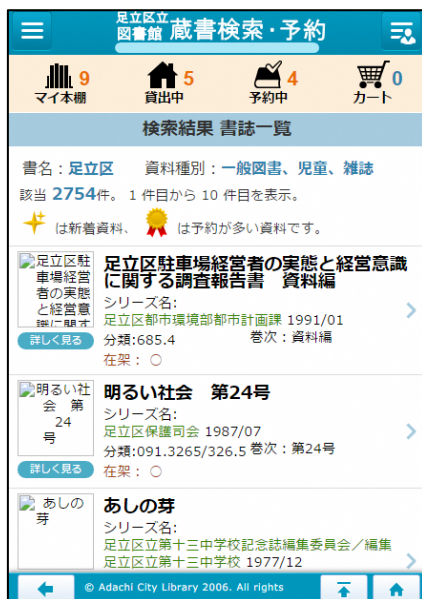 足立区立図書館 蔵書検索・予約
9 5 4 0
マイ本棚 貸出中 予約中 カート
検索結果 書誌一覧
書名：足立区 資料種別：一般図書、児童、雑誌
該当 2754件。 1 件目から 10 件目を表示。
は新着資料、 は予約が多い資料です。
足立区駐車場経営者の実態と経営意識に関す
足立区駐車場経営者の実態と経営意識
に関する調査報告書 資料編
シリーズ名:
足立区都市環境部都市計画課 1991/01
分類:685.4 巻次：資料編
在架： ○
詳しく見る
明るい社会 第24号
明るい社会 第24号
シリーズ名:
足立区保護司会 1987/07
分類:091.3265/326.5 巻次：第24号
在架： ○
詳しく見る
あしの芽
あしの芽
シリーズ名:
足立区立第十三中学校記念誌編集委員会／編集
足立区立第十三中学校 1977/12
© Adachi City Library 2006. All rights